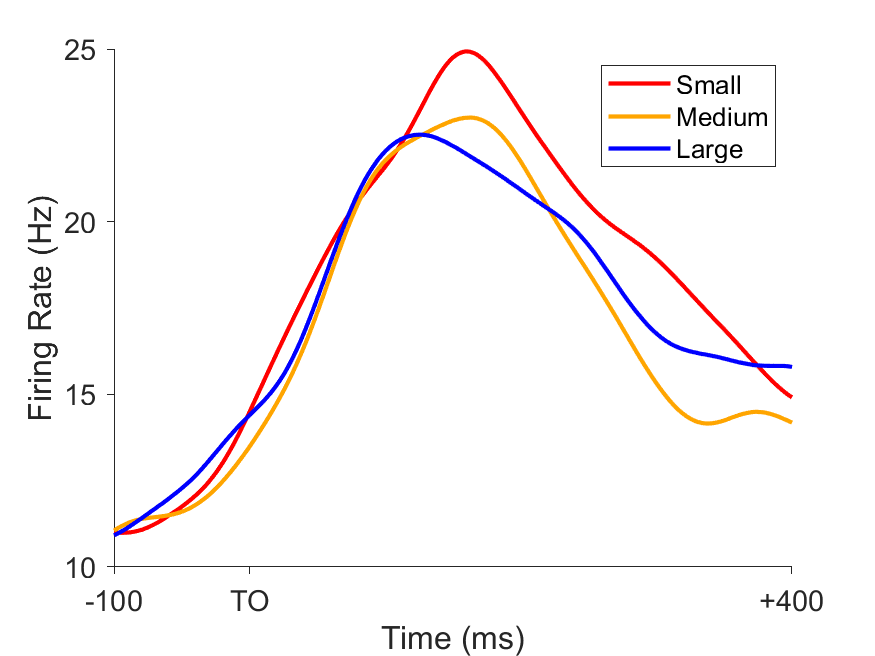 25
20
15
10
Firing Rate (Hz)
Small
Medium
Large
-100
TO
+400
Time (ms)